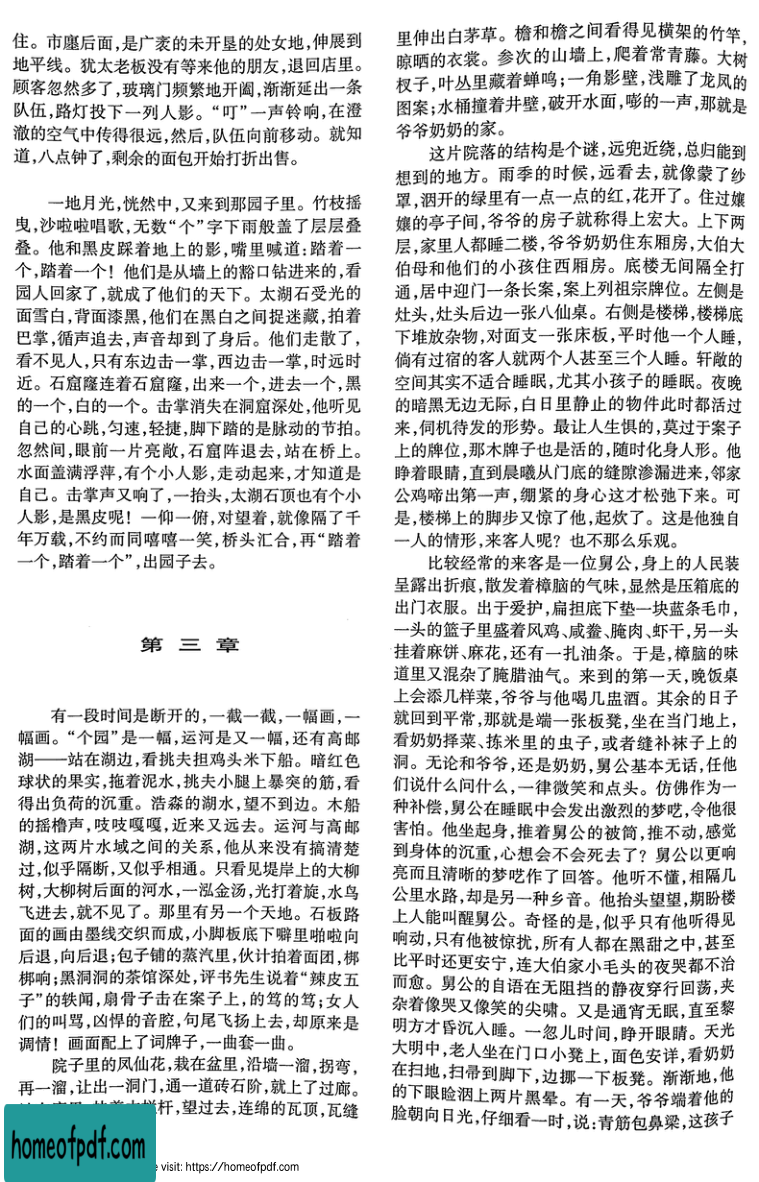 住。市廛后面,是广袤的未开垦的处女地,伸展到
地平线。犹太老板没有等来他的朋友,退回店里。
顾客忽然多了,玻璃门频繁地开阖,渐渐延出一条
队伍,路灯投下一列人影。“叮”一声铃响,在澄
澈的空气中传得很远,然后,队伍向前移动。就知
道,八点钟了,剩余的面包开始打折出售。
一地月光,恍然中,又来到那园子里。竹枝摇
曳,沙啦啦唱歌,无数“个”字下雨般盖了层层叠
叠。他和黑皮踩着地上的影,嘴里喊道:踏着一
个,踏着一个!他们是从墙上的豁口钻进来的,看
园人回家了,就成了他们的天下。太湖石受光的
面雪白,背面漆黑,他们在黑白之间捉迷藏,拍着
巴掌,循声追去,声音却到了身后。他们走散了,
看不见人,只有东边击一掌,西边击一掌,时远时
近。石窟窿连着石窟窿,出来一个,进去一个,黑
的一个,白的一个。击掌消失在洞窟深处,他听见
自己的心跳,匀速,轻捷,脚下踏的是脉动的节拍。
忽然间,眼前一片亮敞,石窟阵退去,站在桥上。
水面盖满浮萍,有个小人影,走动起来,才知道是
自己。击掌声又响了,一抬头,太湖石顶也有个小
人影,是黑皮呢!一仰一俯,对望着,就像隔了千
年万载,不约而同嘻嘻一笑,桥头汇合,再“踏着
一个,踏着一个”,出园子去。
第三章
有一段时间是断开的,一截一截,一幅画,一
幅画。“个园”是一幅,运河是又一幅,还有高邮
湖——站在湖边,看挑夫担鸡头米下船。暗红色
球状的果实,拖着泥水,挑夫小腿上暴突的筋,看
得出负荷的沉重。浩淼的湖水,望不到边。木船
的摇橹声,吱吱嘎嘎,近来又远去。运河与高邮
湖,这两片水域之间的关系,他从来没有搞清楚
过,似乎隔断,又似乎相通。只看见堤岸上的大柳
树,大柳树后面的河水,一泓金汤,光打着旋,水鸟
飞进去,就不见了。那里有另一个天地。石板路
面的画由墨线交织而成,小脚板底下噼里啪啦向
后退,向后退;包子铺的蒸汽里,伙计拍着面团,梆
梆响;黑洞洞的茶馆深处,评书先生说着“辣皮五
子”的轶闻,扇骨子击在案子上,的笃的笃;女人
们的叫骂,凶悍的音腔,句尾飞扬上去,却原来是
调情!画面配上了词牌子,一曲套一曲。
院子里的凤仙花,栽在盆里,沿墙一溜,拐弯,
再一溜,让出一洞门,通一道砖石阶,就上了过廊。
杆,望过去,连绵的瓦顶,瓦缝
里伸出白茅草。檐和檐之间看得见横架的竹竿,
晾晒的衣裳。参次的山墙上,爬着常青藤。大树
杈子,叶丛里藏着蝉鸣;一角影壁,浅雕了龙凤的
图案;水桶撞着井壁,破开水面,嘭的一声,那就是
爷爷奶奶的家。
这片院落的结构是个谜,远兜近绕,总归能到
想到的地方。雨季的时候,远看去,就像蒙了纱
罩,洇开的绿里有一点一点的红,花开了。住过嬢
嬢的亭子间,爷爷的房子就称得上宏大。上下两
层,家里人都睡二楼,爷爷奶奶住东厢房,大伯大
伯母和他们的小孩住西厢房。底楼无间隔全打
通,居中迎门一条长案,案上列祖宗牌位。左侧是
灶头,灶头后边一张八仙桌。右侧是楼梯,楼梯底
下堆放杂物,对面支一张床板,平时他一个人睡,
倘有过宿的客人就两个人甚至三个人睡。轩敞的
空间其实不适合睡眠,尤其小孩子的睡眠。夜晚
的暗黑无边无际,白日里静止的物件此时都活过
来,伺机待发的形势。最让人生惧的,莫过于案子
上的牌位,那木牌子也是活的,随时化身人形。他
睁着眼睛,直到晨曦从门底的缝隙渗漏进来,邻家
公鸡啼出第一声,绷紧的身心这才松弛下来。可
是,楼梯上的脚步又惊了他,起炊了。这是他独自
一人的情形,来客人呢?也不那么乐观。
比较经常的来客是一位舅公,身上的人民装
呈露出折痕,散发着樟脑的气味,显然是压箱底的
出门衣服。出于爱护,扁担底下垫一块蓝条毛巾,
一头的篮子里盛着风鸡、咸鲞、腌肉、虾干,另一头
挂着麻饼、麻花,还有一扎油条。于是,樟脑的味
道里又混杂了腌腊油气。来到的第一天,晚饭桌
上会添几样菜,爷爷与他喝几盅酒。其余的日子
就回到平常,那就是端一张板凳,坐在当门地上,
看奶奶择菜、拣米里的虫子,或者缝补袜子上的
洞。无论和爷爷,还是奶奶,舅公基本无话,任他
们说什么问什么,一律微笑和点头。仿佛作为一
种补偿,舅公在睡眠中会发出激烈的梦呓,令他很
害怕。他坐起身,推着舅公的被筒,推不动,感觉
到身体的沉重,心想会不会死去了?舅公以更响
亮而且清晰的梦呓作了回答。他听不懂,相隔几
公里水路,却是另一种乡音。他抬头望望,期盼楼
上人能叫醒舅公。奇怪的是,似乎只有他听得见
响动,只有他被惊扰,所有人都在黑甜之中,甚至
比平时还更安宁,连大伯家小毛头的夜哭都不治
而愈。舅公的自语在无阻挡的静夜穿行回荡,夹
杂着像哭又像笑的尖啸。又是通宵无眠,直至黎
明方才昏沉入睡。一忽儿时间,睁开眼睛。天光
大明中,老人坐在门口小凳上,面色安详,看奶奶
在扫地,扫帚到脚下,边挪一下板凳。渐渐地,他
的下眼睑洇上两片黑晕。有一天,爷爷端着他的
脸朝向日光,仔细看一时,说:青筋包鼻梁,这孩子
homeofpdf.com
e visit: https://homeofpdf.com